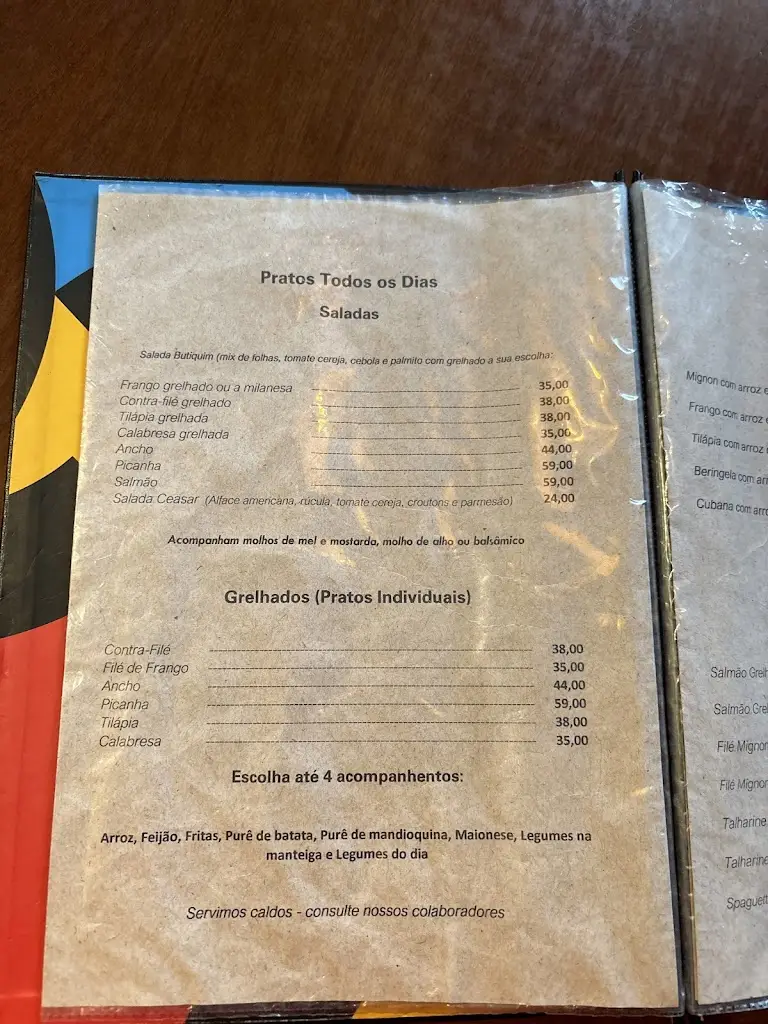 Pratos Todos os Dias
Saladas
Salada Butiquim (mix de folhas, tomate cereja, cebola e palmito com grelhado a sua escolha:
Frango grelhado ou a milanesa 35,00
Contra-filé grelhado 38,00
Tilápia grelhada 38,00
Calabresa grelhada 35,00
Ancho 44,00
Picanha 59,00
Salmão 59,00
Salada Ceasar (Alface americana, rúcula, tomate cereja, croutons e parmesão) 24,00
Acompanham molhos de mel e mostarda, molho de alho ou balsâmico
Grelhados (Pratos Individuais)
Contra-Filé 38,00
Filé de Frango 35,00
Ancho 44,00
Picanha 59,00
Tilápia 38,00
Calabresa 35,00
Escolha até 4 acompanhentos:
Arroz, Feijão, Fritas, Purê de batata, Purê de mandioquina, Maionese, Legumes na
manteiga e Legumes do dia
Servimos caldos - consulte nossos colaboradores
Mignon com arroz e
Frango com arroz e
Tilápia com arroz
Beringela com
Cubana com
Salmão
Salmão
Filé Mignon
Filé Mignon
Talharine
Talharine